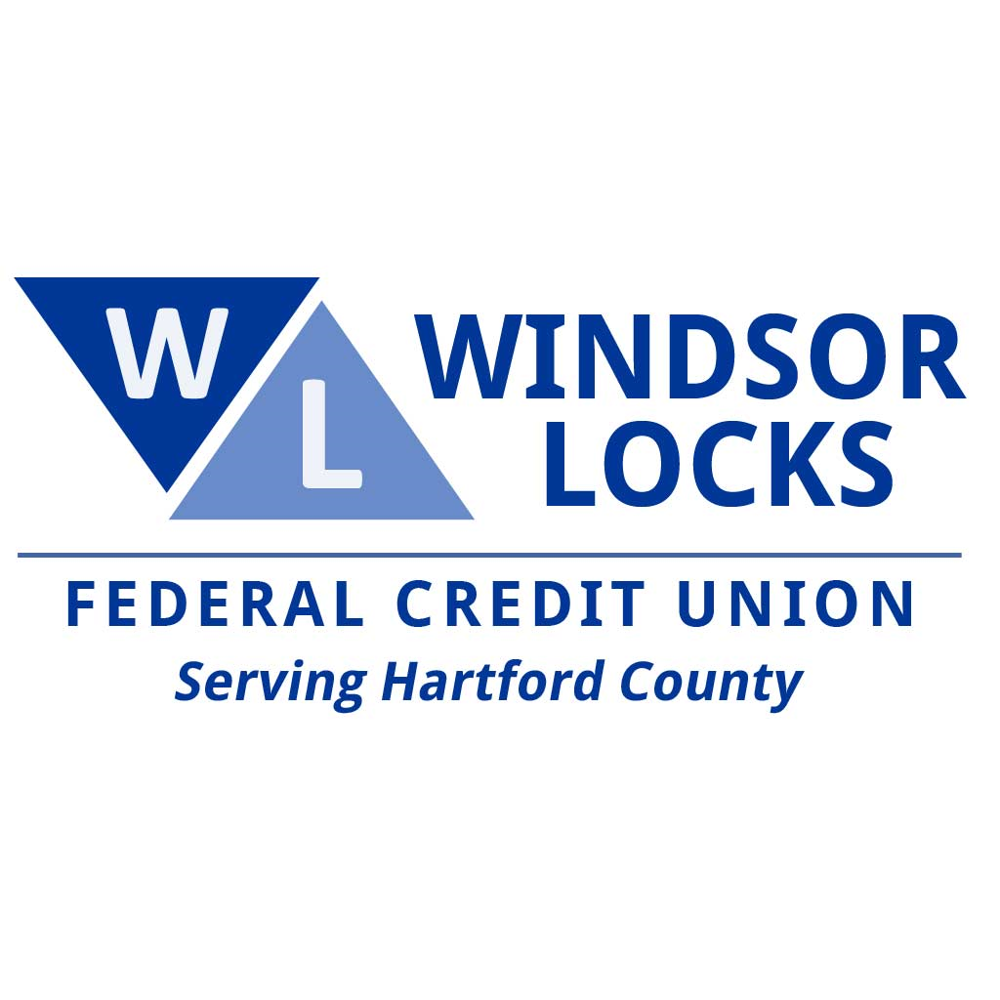 W
L
WINDSOR
LOCKS
FEDERAL CREDIT UNION
Serving Hartford County